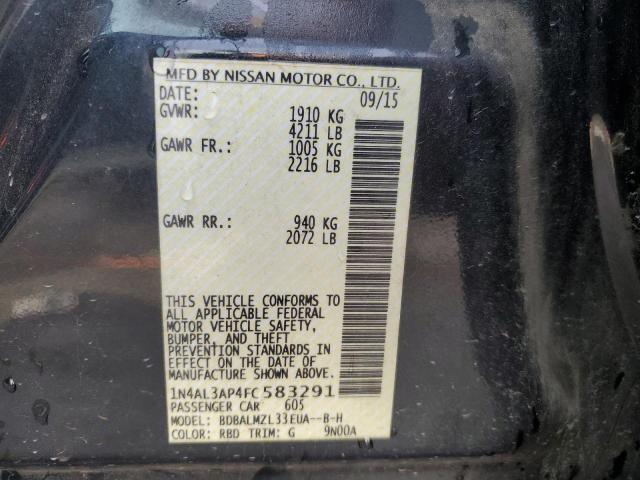 MFD BY NISSAN MOTOR CO., LTD.
DATE: 09/15
GVWR: 1910 KG
4211 LB
GAWR FR.: 1005 KG
2216 LB
GAWR RR.: 940 KG
2072 LB
THIS VEHICLE CONFORMS TO
ALL APPLICABLE FEDERAL
MOTOR VEHICLE SAFETY,
BUMPER, AND THEFT
PREVENTION STANDARDS IN
EFFECT ON THE DATE OF
MANUFACTURE SHOWN ABOVE.
1N4AL3AP4FC583291
PASSENGER CAR 605
MODEL: BDBALMZL33EUA--B-H
COLOR: RBD TRIM: G 9N00A